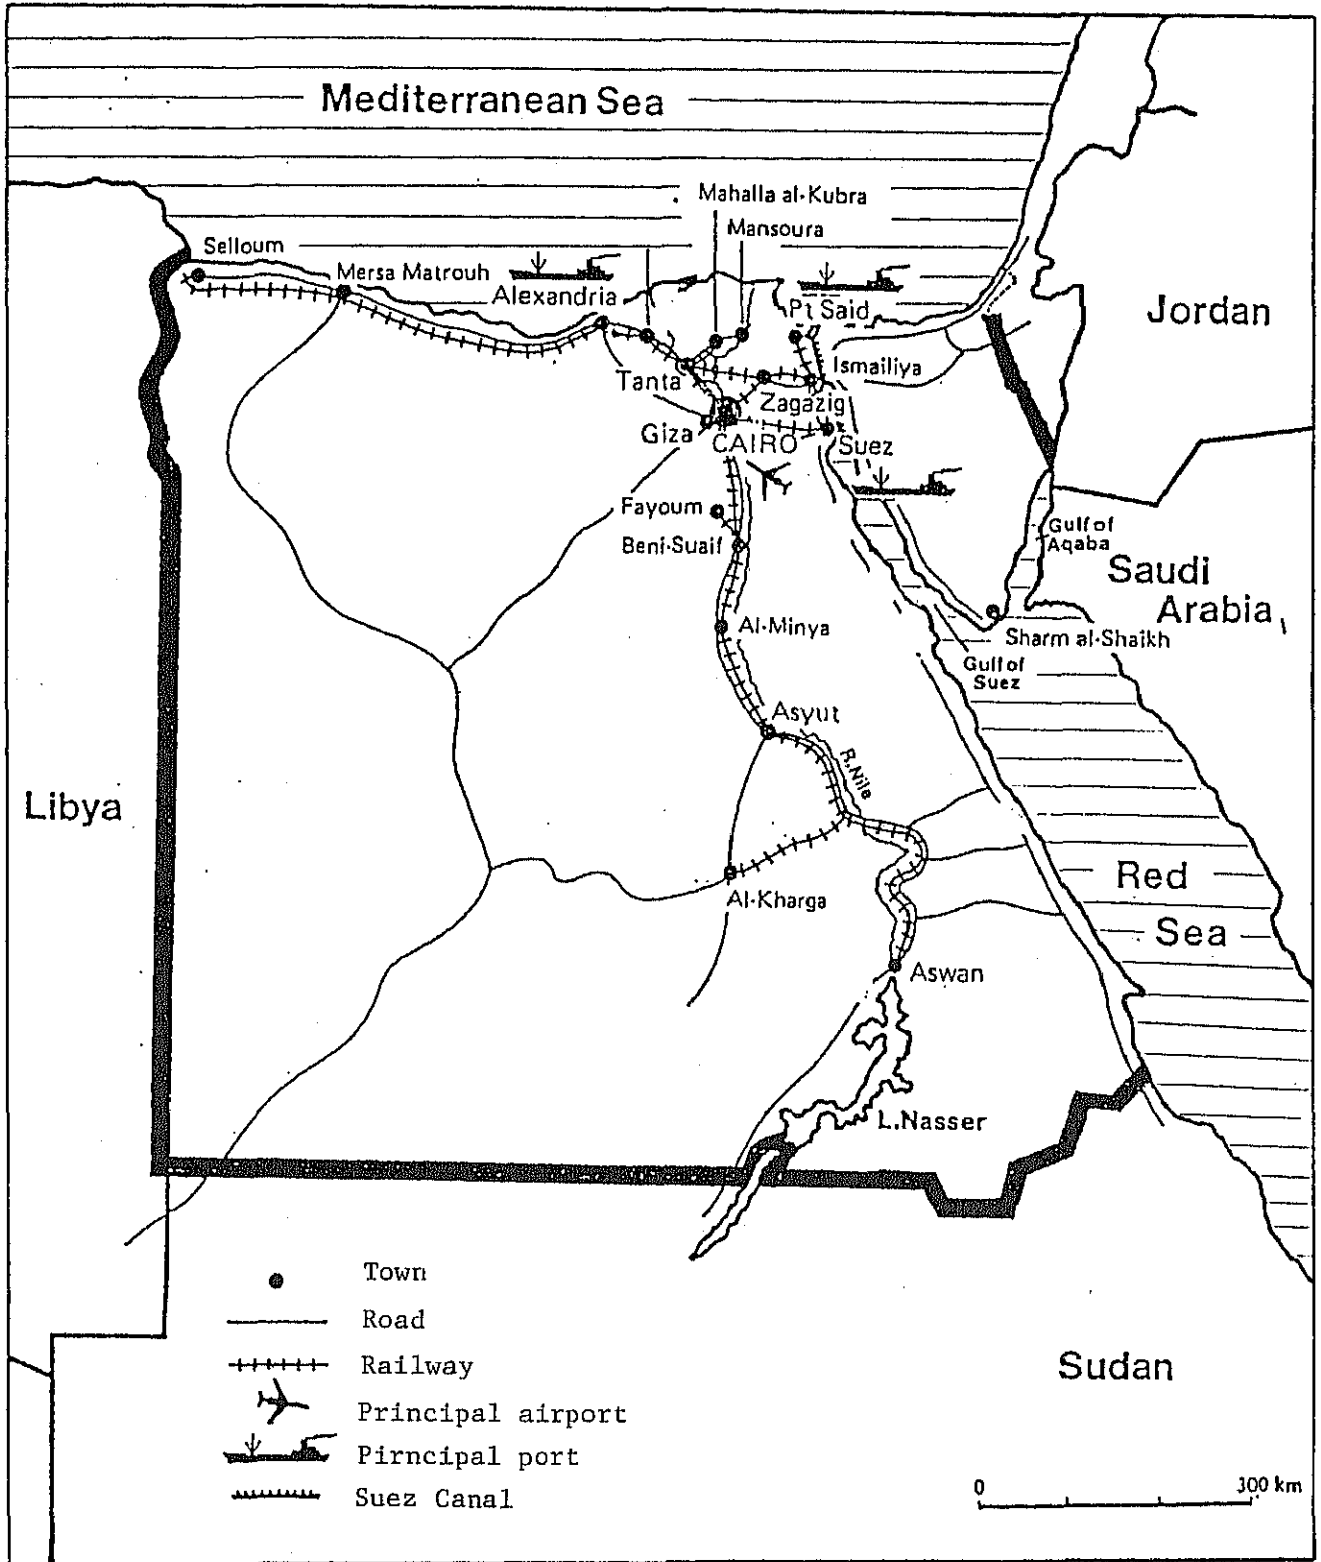 Mediterranean Sea
Mahalla al-Kubra
Mansoura
Selloum
Mersa Matrouh
Alexandria
Pt Said
Jordan
Ismailiya
Tanta
Zagazig
Giza
CAIRO
Suez
Fayoum
Beni-Suaif
Gulf of
Aqaba
Saudi
Arabia
Al-Minya
Sharm al-Shaikh
Gulf of
Suez
Asyut
R.Nile
Libya
Al-Kharga
Red
Sea
Aswan
L.Nasser
Town
Road
Railway
Principal airport
Pirncipal port
Suez Canal
Sudan
0 300 km